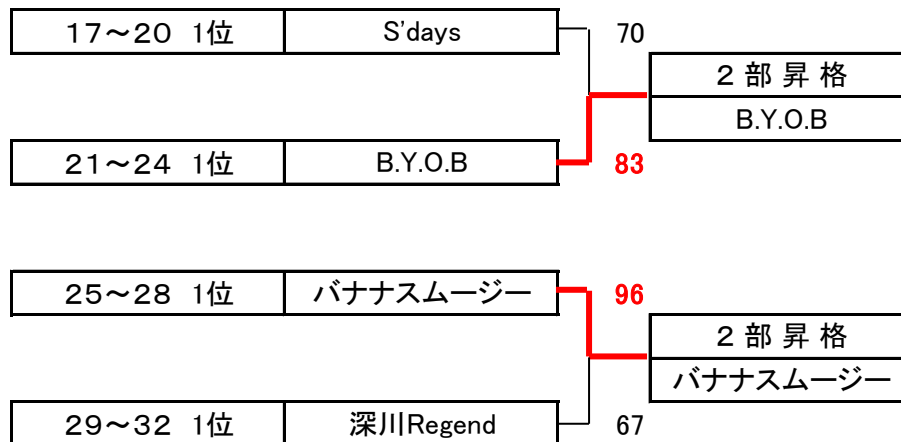 17～20 1位 S'days 70
2部昇格
B.Y.O.B
21～24 1位 B.Y.O.B 83
25～28 1位 バナナスムージー 96
2部昇格
バナナスムージー
29～32 1位 深川Regend 67